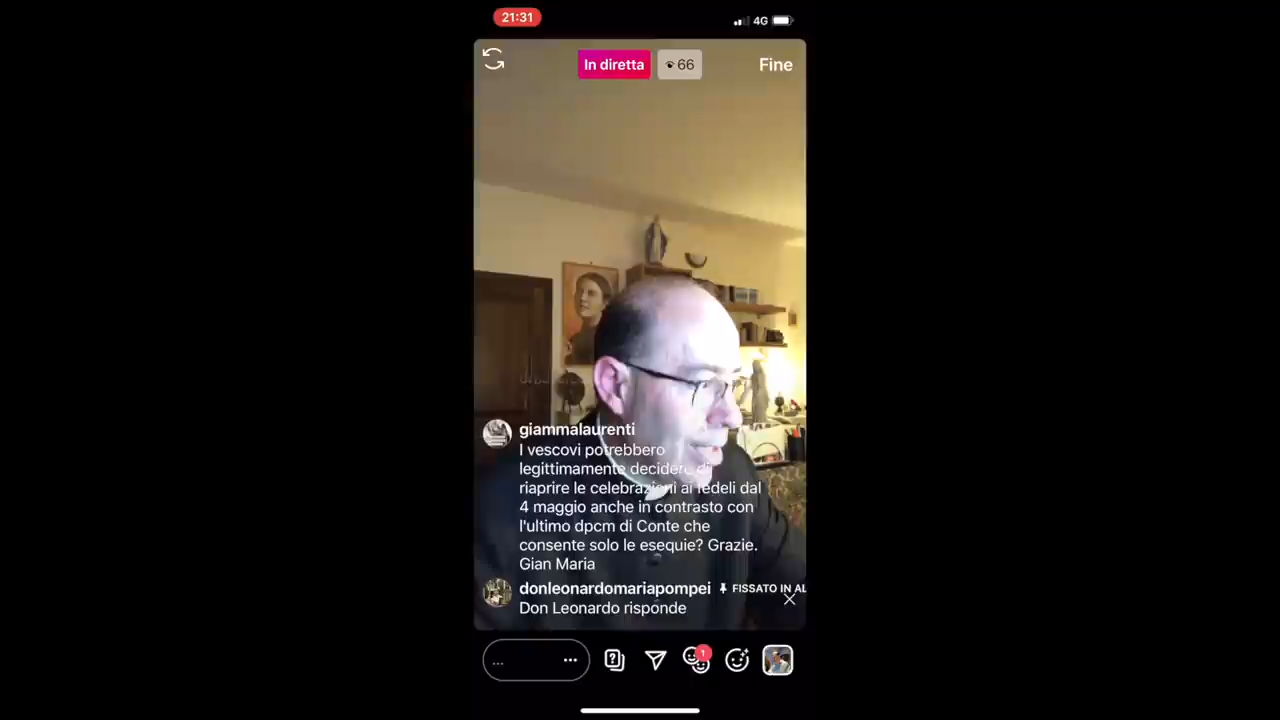 21:31
4G
In diretta
66
Fine
giammalaurenti
I vescovi potrebbero
legittimamente decidere di
riaprire le celebrazioni ai fedeli dal
4 maggio anche in contrasto con
l'ultimo dpcm di Conte che
consente solo le esequie? Grazie.
Gian Maria
donleonardomariapompei FISSATO IN AL
Don Leonardo risponde
...
1